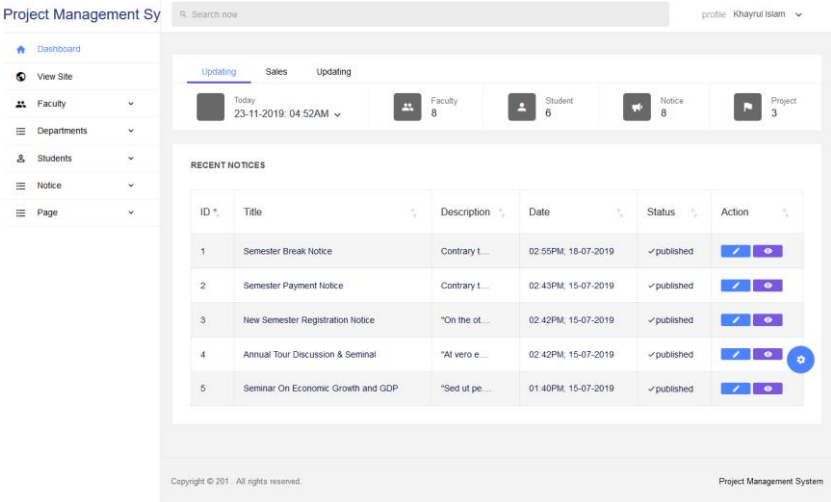 Project Management Sy
Search now
profile Khayrul Islam
Dashboard
View Site
Faculty
Departments
Students
Notice
Page
Updating Sales Updating
Today
23-11-2019: 04:52AM
Faculty
8
Student
6
Notice
8
Project
3
RECENT NOTICES
ID Title Description Date Status Action
1 Semester Break Notice Contrary t.... 02:55PM; 18-07-2019 published
2 Semester Payment Notice Contrary t.... 02:43PM; 15-07-2019 published
3 New Semester Registration Notice "On the ot.... 02:42PM; 15-07-2019 published
4 Annual Tour Discussion & Seminal "At vero e.... 02:42PM; 15-07-2019 published
5 Seminar On Economic Growth and GDP "Sed ut pe.... 01:40PM; 15-07-2019 published
Copyright © 201 . All rights reserved. Project Management System